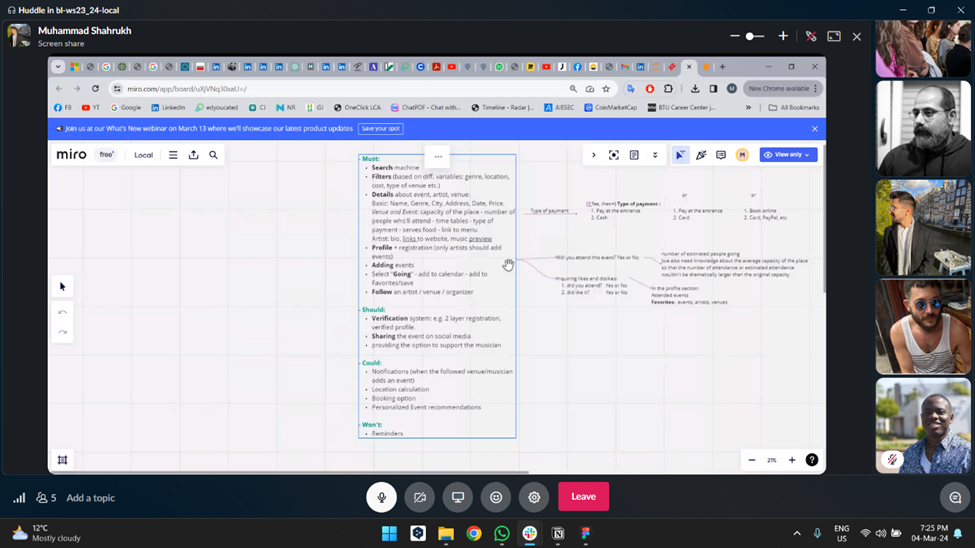 Huddle in bl-ws23_24-local
Muhammad Shahrukh
Screen share
miro.com/app/board/uXjVNq30xaU=/
New Chrome available
FB
YT
Google
LinkedIn
edyoucated
CJ
NR
GJ
OneClick LCA
ChatPDF - Chat with...
Timeline - Radar |...
AIESEC
CoinMarketCap
BTU Career Center J...
All Bookmarks
Join us at our What's New webinar on March 13 where we'll showcase our latest product updates
Save your spot
miro
free
Local
M
View only
Must:
Search machine
Filters (based on diff. variables: genre, location,
cost, type of venue etc.)
Details about event, artist, venue:
Basic: Name, Genre, City, Address, Date, Price.
Venue and Event: capacity of the place - number of
people who'll attend - time tables - type of
payment - serves food - link to menu
Artist: bio, links to website, music preview
Profile + registration (only artists should add
events)
Adding events
Select "Going" - add to calendar - add to
Favorites/save
Follow an artist / venue / organizer
Should:
Verification system: e.g. 2 layer registration,
verified profile.
Sharing the event on social media
providing the option to support the musician
Could:
Notifications (when the followed venue/musician
adds an event)
Location calculation
Booking option
Personalized Event recommendations
Won't:
Reminders
Type of payment
Type of payment :
1. Pay at the entrance
2. Cash
or
1. Pay at the entrance
2. Card
or
1. Book online
2. Card, PayPal, etc
Will you attend this event? Yes or No
number of estimated people going
(we also need knowledge about the average capacity of the place
so that the number of attendance or estimated attendance
wouldn't be dramatically larger than the original capacity
Inquiring likes and dislikes:
1. did you attend? Yes or No
2. did like it? Yes or No
In the profile section:
Attended events
Favorites: events, artists, venues
21%
5
Add a topic
Leave
12°C
Mostly cloudy
ENG
US
7:25 PM
04-Mar-24